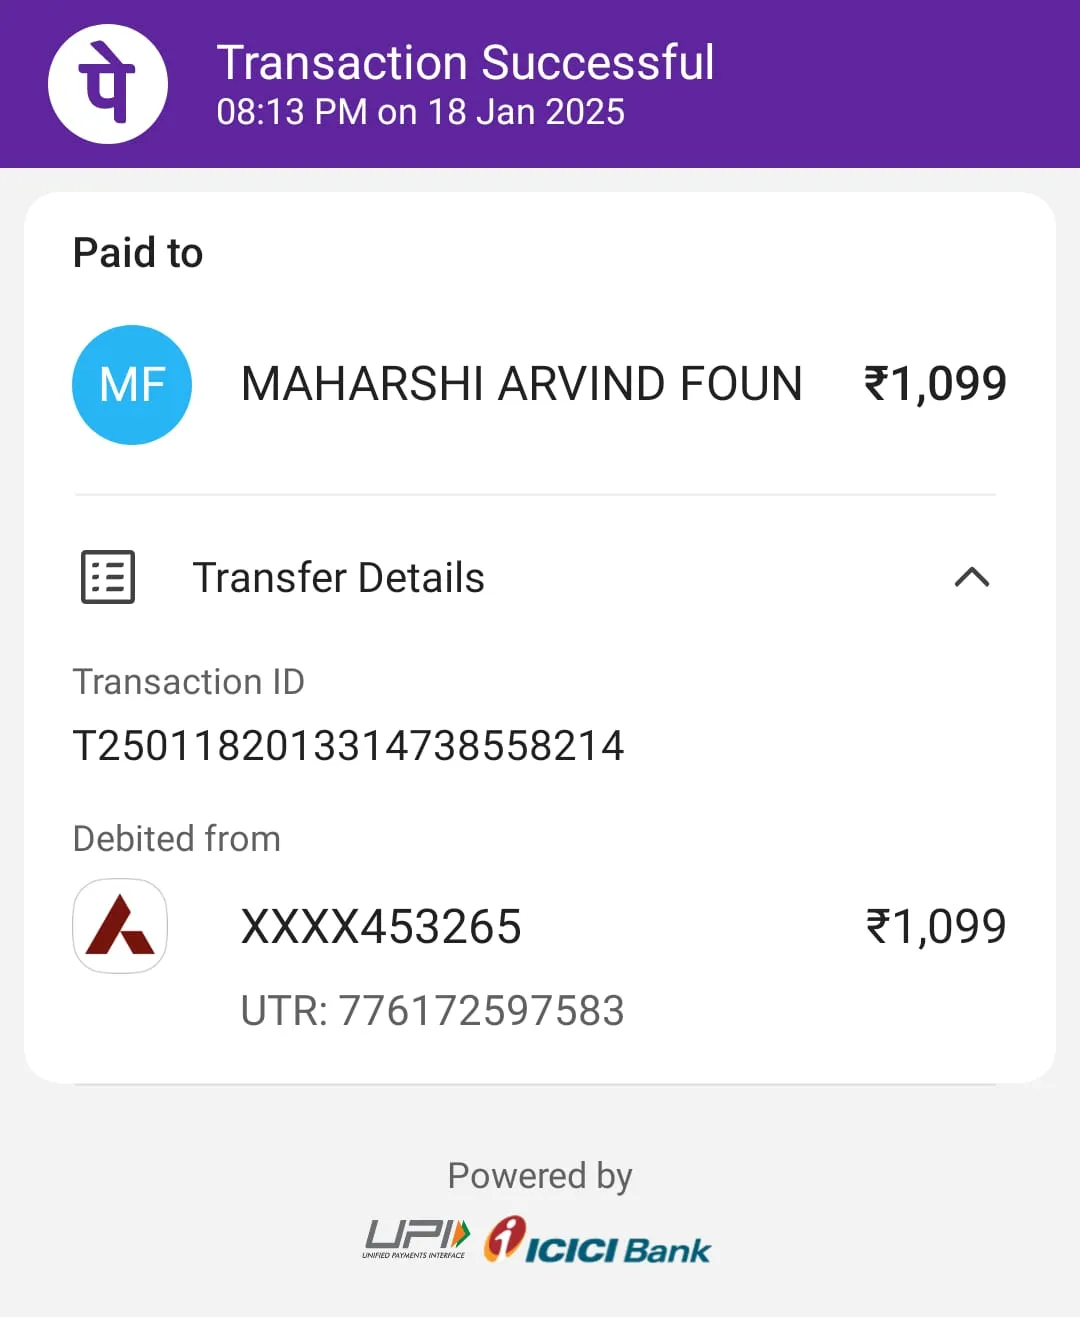 पे
Transaction Successful
08:13 PM on 18 Jan 2025
Paid to
MF
MAHARSHI ARVIND FOUN ₹1,099
Transfer Details
Transaction ID
T2501182013314738558214
Debited from
XXXX453265 ₹1,099
UTR: 776172597583
Powered by
UPI
UNIFIED PAYMENTS INTERFACE
ICICI Bank